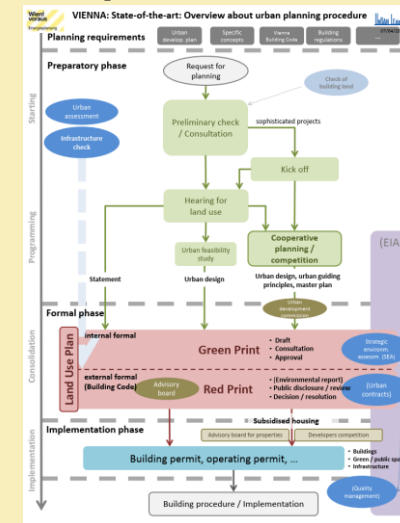 Wien!
voraus
VIENNA: State-of-the-art: Overview about urban planning procedure
Planning requirements
Urban
develop. plan
Specific
concepts
Vienna
Building Code
Building
regulations
...
Preparatory phase
Request for
planning
Check of
building land
Starting
Urban
assessment
Infrastructure
check
Preliminary check
/ Consultation
sophisticated projects
Kick off
Hearing for
land use
Programming
Urban feasibility
study
Cooperative
planning /
competition
(EIA
Statement
Urban design
Urban design, urban guiding
principles, master plan
Urban
development
commission
Formal phase
Consolidation
Land Use Plan
internal formal
Green Print
• Draft
• Consultation
• Approval
Strategic
environm.
assessm. (SEA)
external formal
(Building Code)
Advisory
board
Red Print
• (Environmental report)
• Public disclosure / review
• Decision / resolution
(Urban
contracts)
Subsidised housing
Implementation phase
Advisory board for properties
Developers competition
Implementation
Building permit, operating permit, ...
• Buildings
• Green / public spa
• Infrastructure
(Quality
management)
Building procedure / Implementation